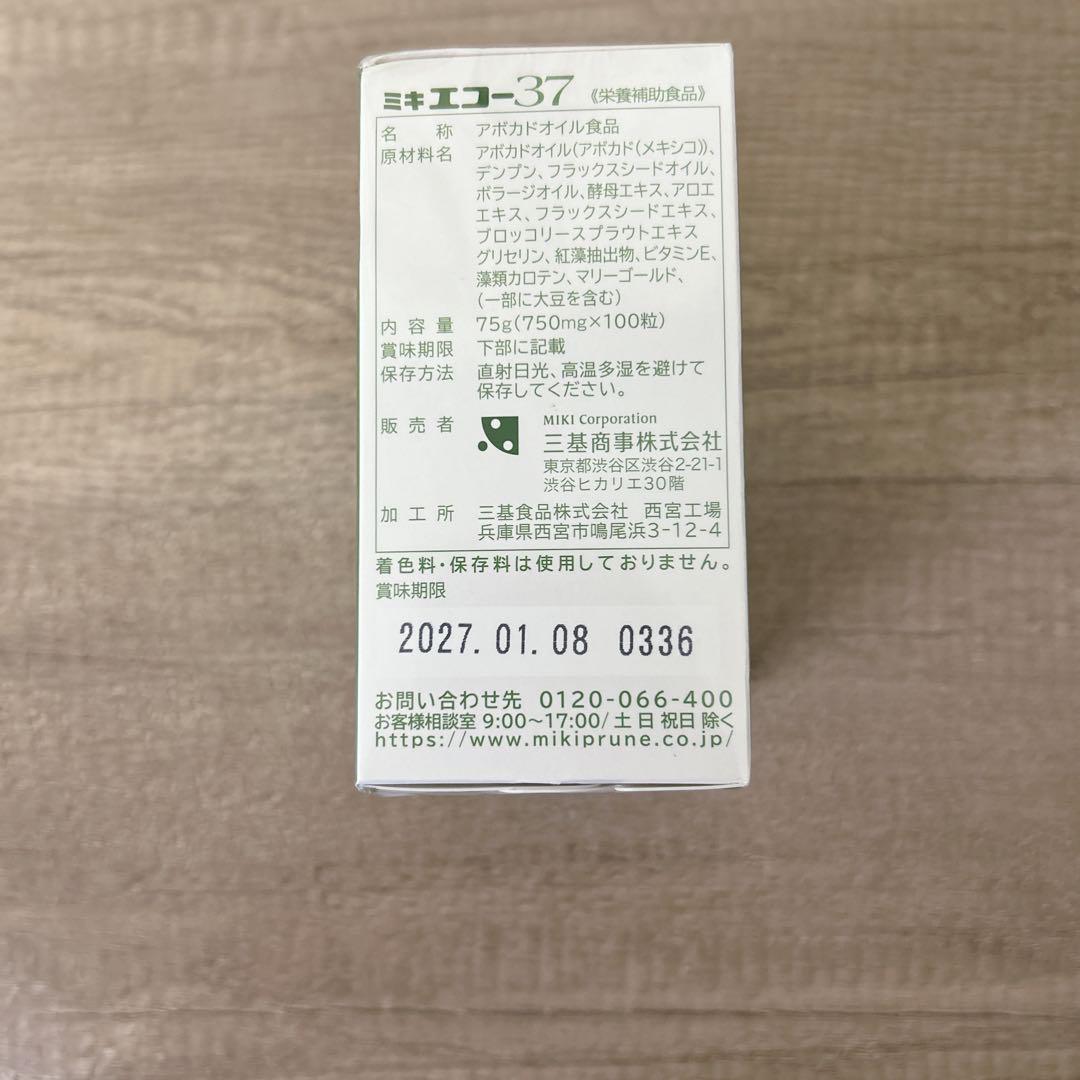 ミキ エコー37 《栄養補助食品》
名称 アボカドオイル食品
原材料名 アボカドオイル(アボカド(メキシコ))、
デンプン、フラックスシードオイル、
ボラージオイル、酵母エキス、アロエ
エキス、フラックスシードエキス、
ブロッコリースプラウトエキス
グリセリン、紅藻抽出物、ビタミンE、
藻類カロテン、マリーゴールド、
(一部に大豆を含む)
内容量 75g(750mg×100粒)
賞味期限 下部に記載
保存方法 直射日光、高温多湿を避けて
保存してください。
販売者 MIKI Corporation
三基商事株式会社
東京都渋谷区渋谷2-21-1
渋谷ヒカリエ30階
加工所 三基食品株式会社 西宮工場
兵庫県西宮市鳴尾浜3-12-4
着色料・保存料は使用しておりません。
賞味期限
2027.01.08 0336
お問い合わせ先 0120-066-400
お客様相談室 9:00〜17:00/土 日 祝日 除く
https://www.mikiprune.co.jp/